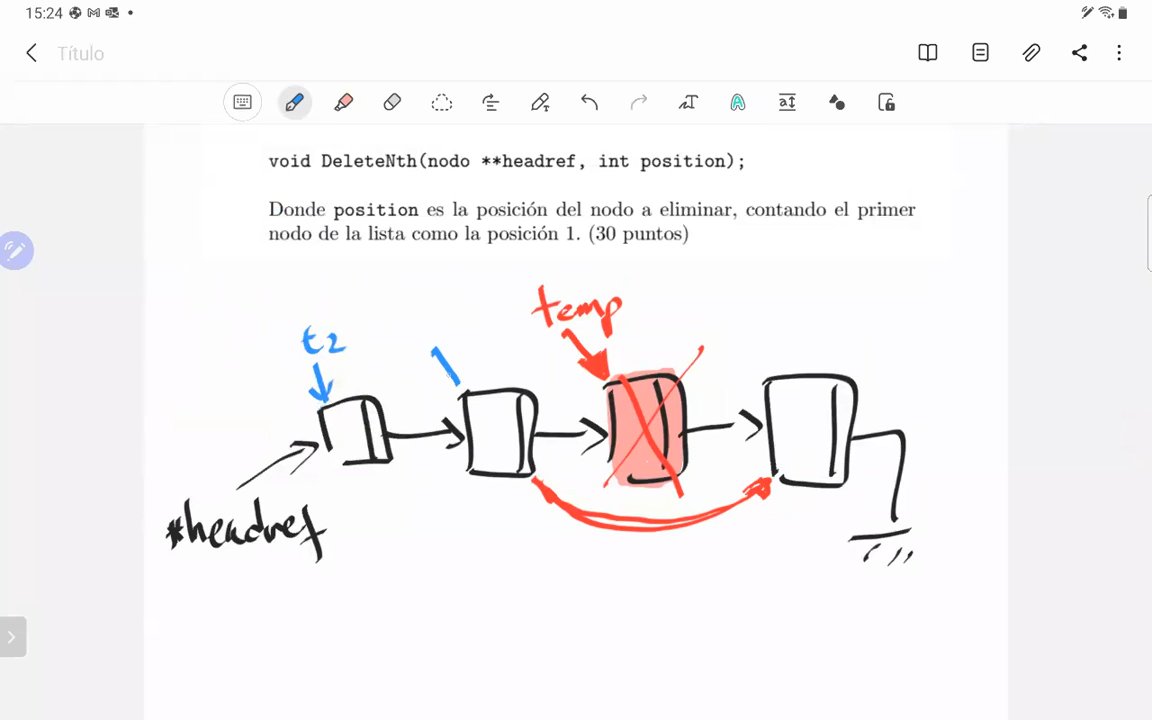 15:24
Título
void DeleteNth(nodo **headref, int position);
Donde position es la posición del nodo a eliminar, contando el primer
nodo de la lista como la posición 1. (30 puntos)
temp
t2
*headref